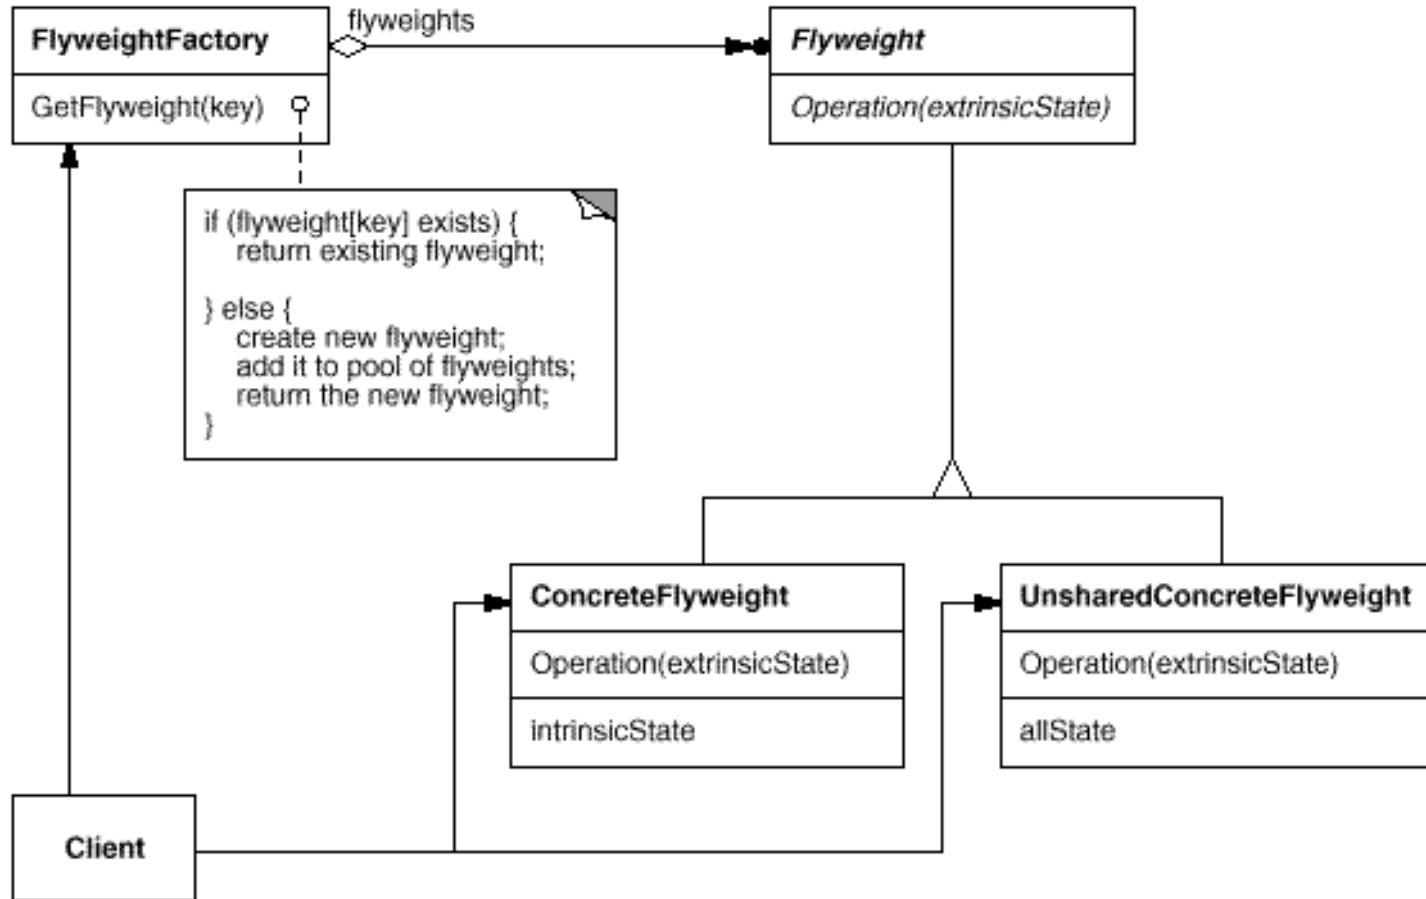 flyweights
FlyweightFactory
Flyweight
GetFlyweight(key)
Operation(extrinsicState)
if (flyweight[key] exists) {
return existing flyweight;
} else {
create new flyweight;
add it to pool of flyweights;
return the new flyweight;
}
ConcreteFlyweight
Operation(extrinsicState)
intrinsicState
UnsharedConcreteFlyweight
Operation(extrinsicState)
allState
Client